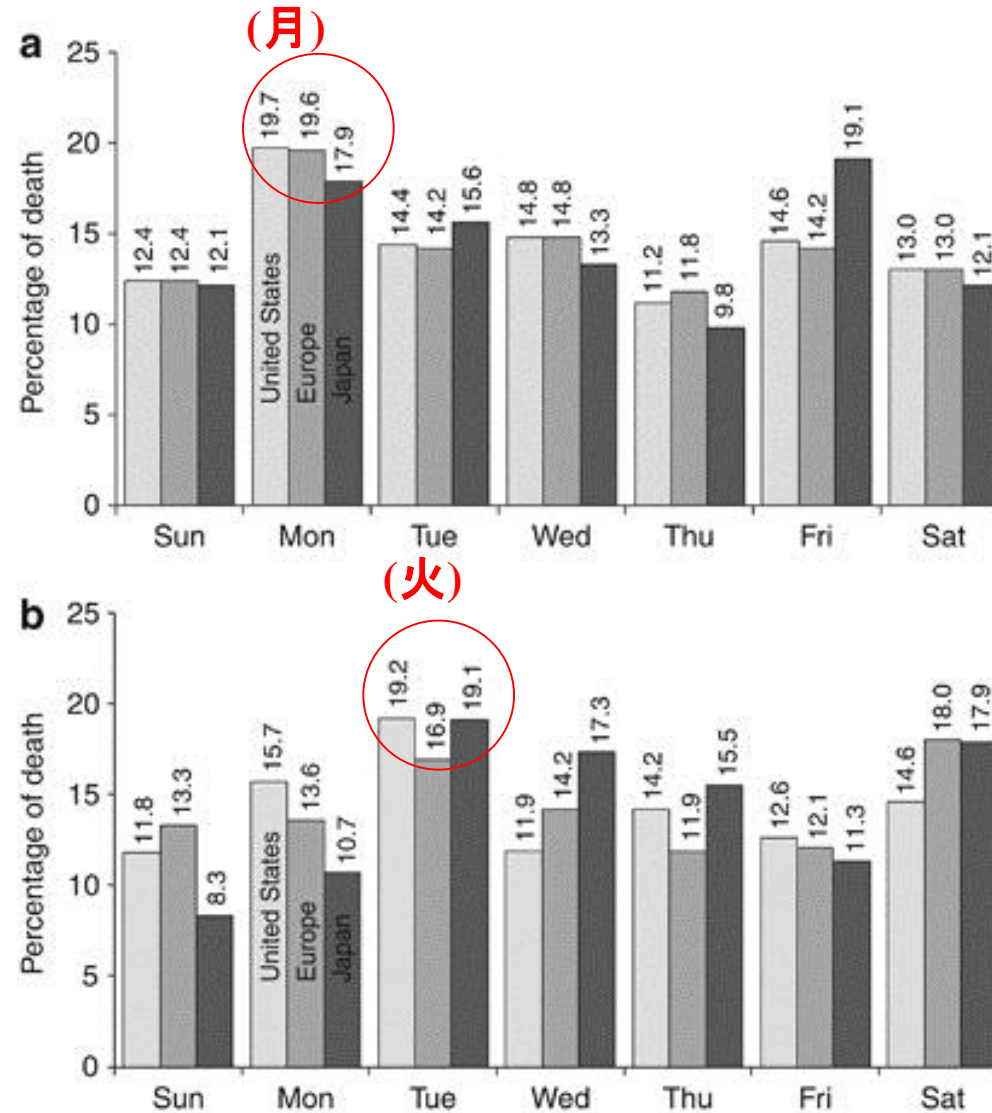 (月)
a
Percentage of death
25
20
15
10
5
0
12.4 12.4 12.1
19.7 19.6 17.9
14.4 14.2 15.6
14.8 14.8 13.3
11.2 11.8 9.8
14.6 14.2 19.1
13.0 13.0 12.1
United States
Europe
Japan
Sun Mon Tue Wed Thu Fri Sat
(火)
b
Percentage of death
25
20
15
10
5
0
11.8 13.3 8.3
15.7 13.6 10.7
19.2 16.9 19.1
11.9 14.2 17.3
14.2 11.9 15.5
12.6 12.1 11.3
14.6 18.0 17.9
United States
Europe
Japan
Sun Mon Tue Wed Thu Fri Sat